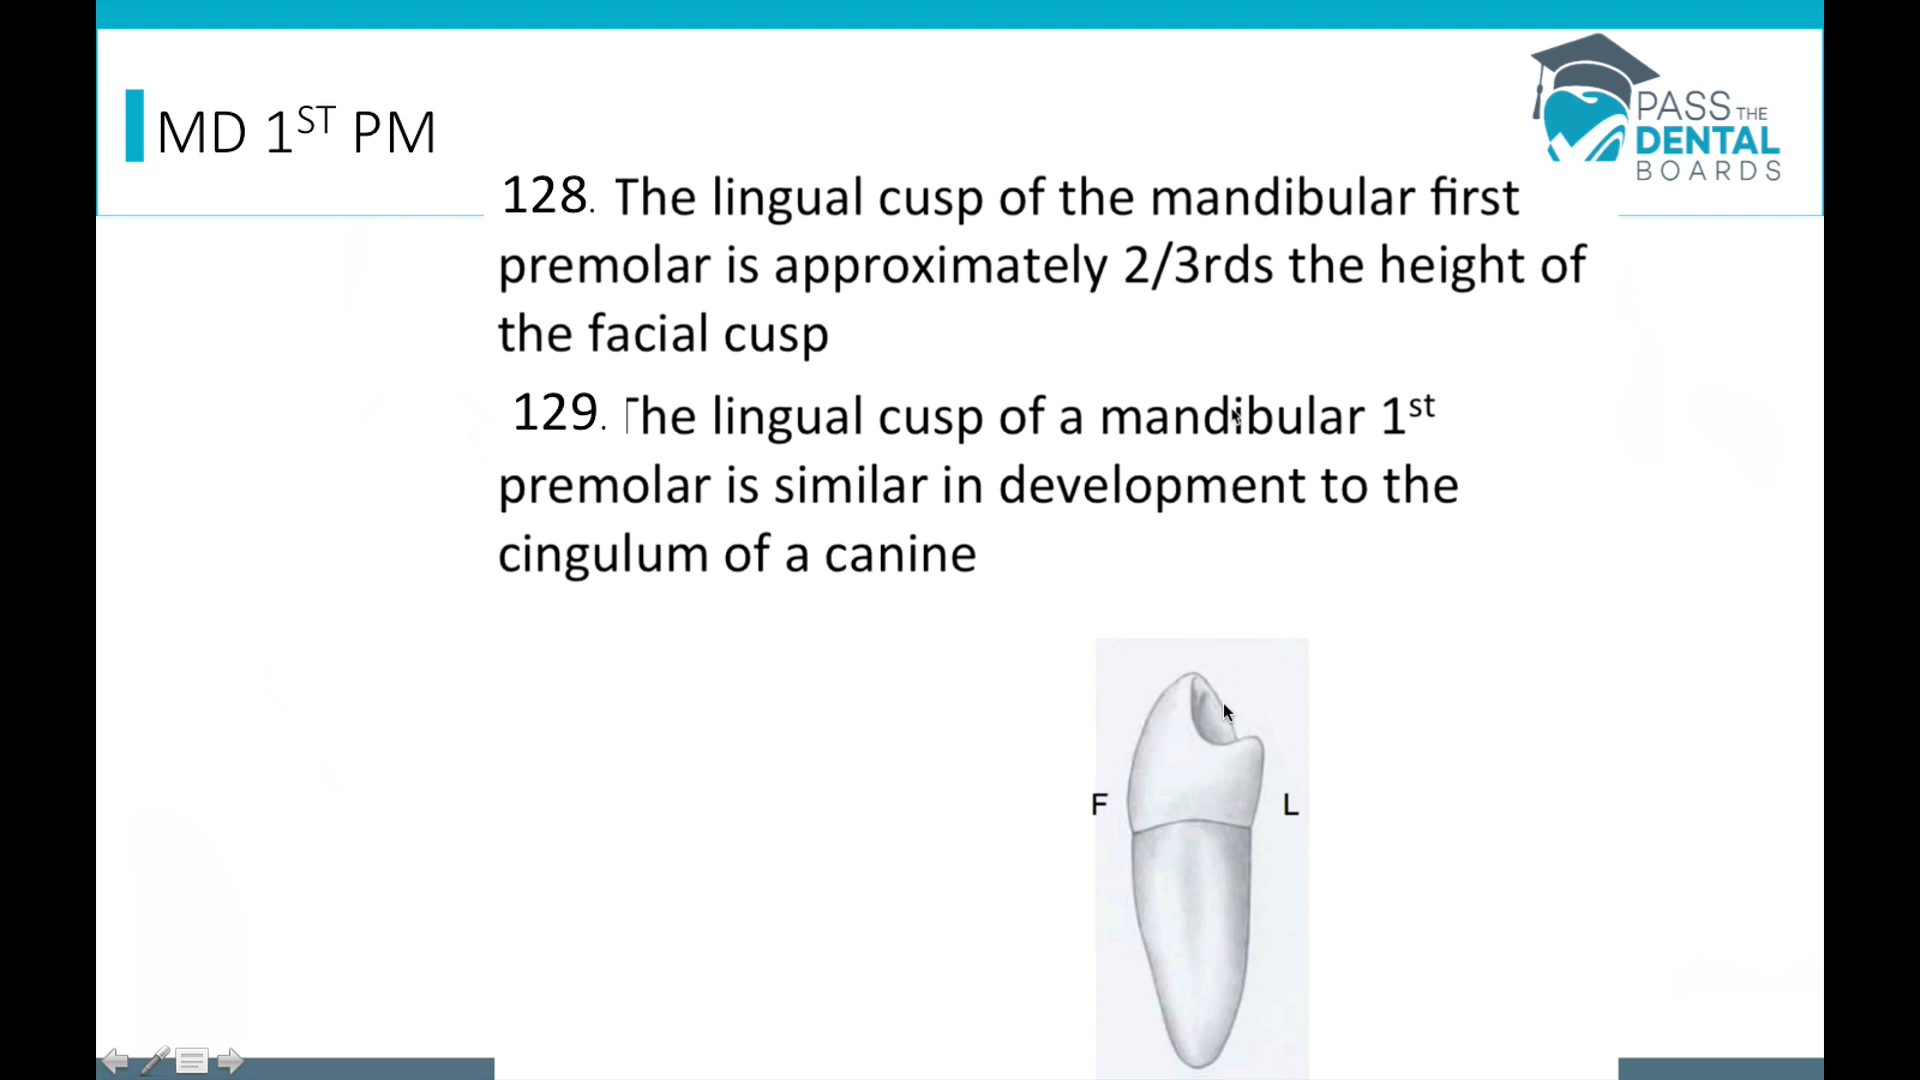 MD 1ST PM
PASS THE
DENTAL
BOARDS
128. The lingual cusp of the mandibular first
premolar is approximately 2/3rds the height of
the facial cusp
129. The lingual cusp of a mandibular 1st
premolar is similar in development to the
cingulum of a canine
F L